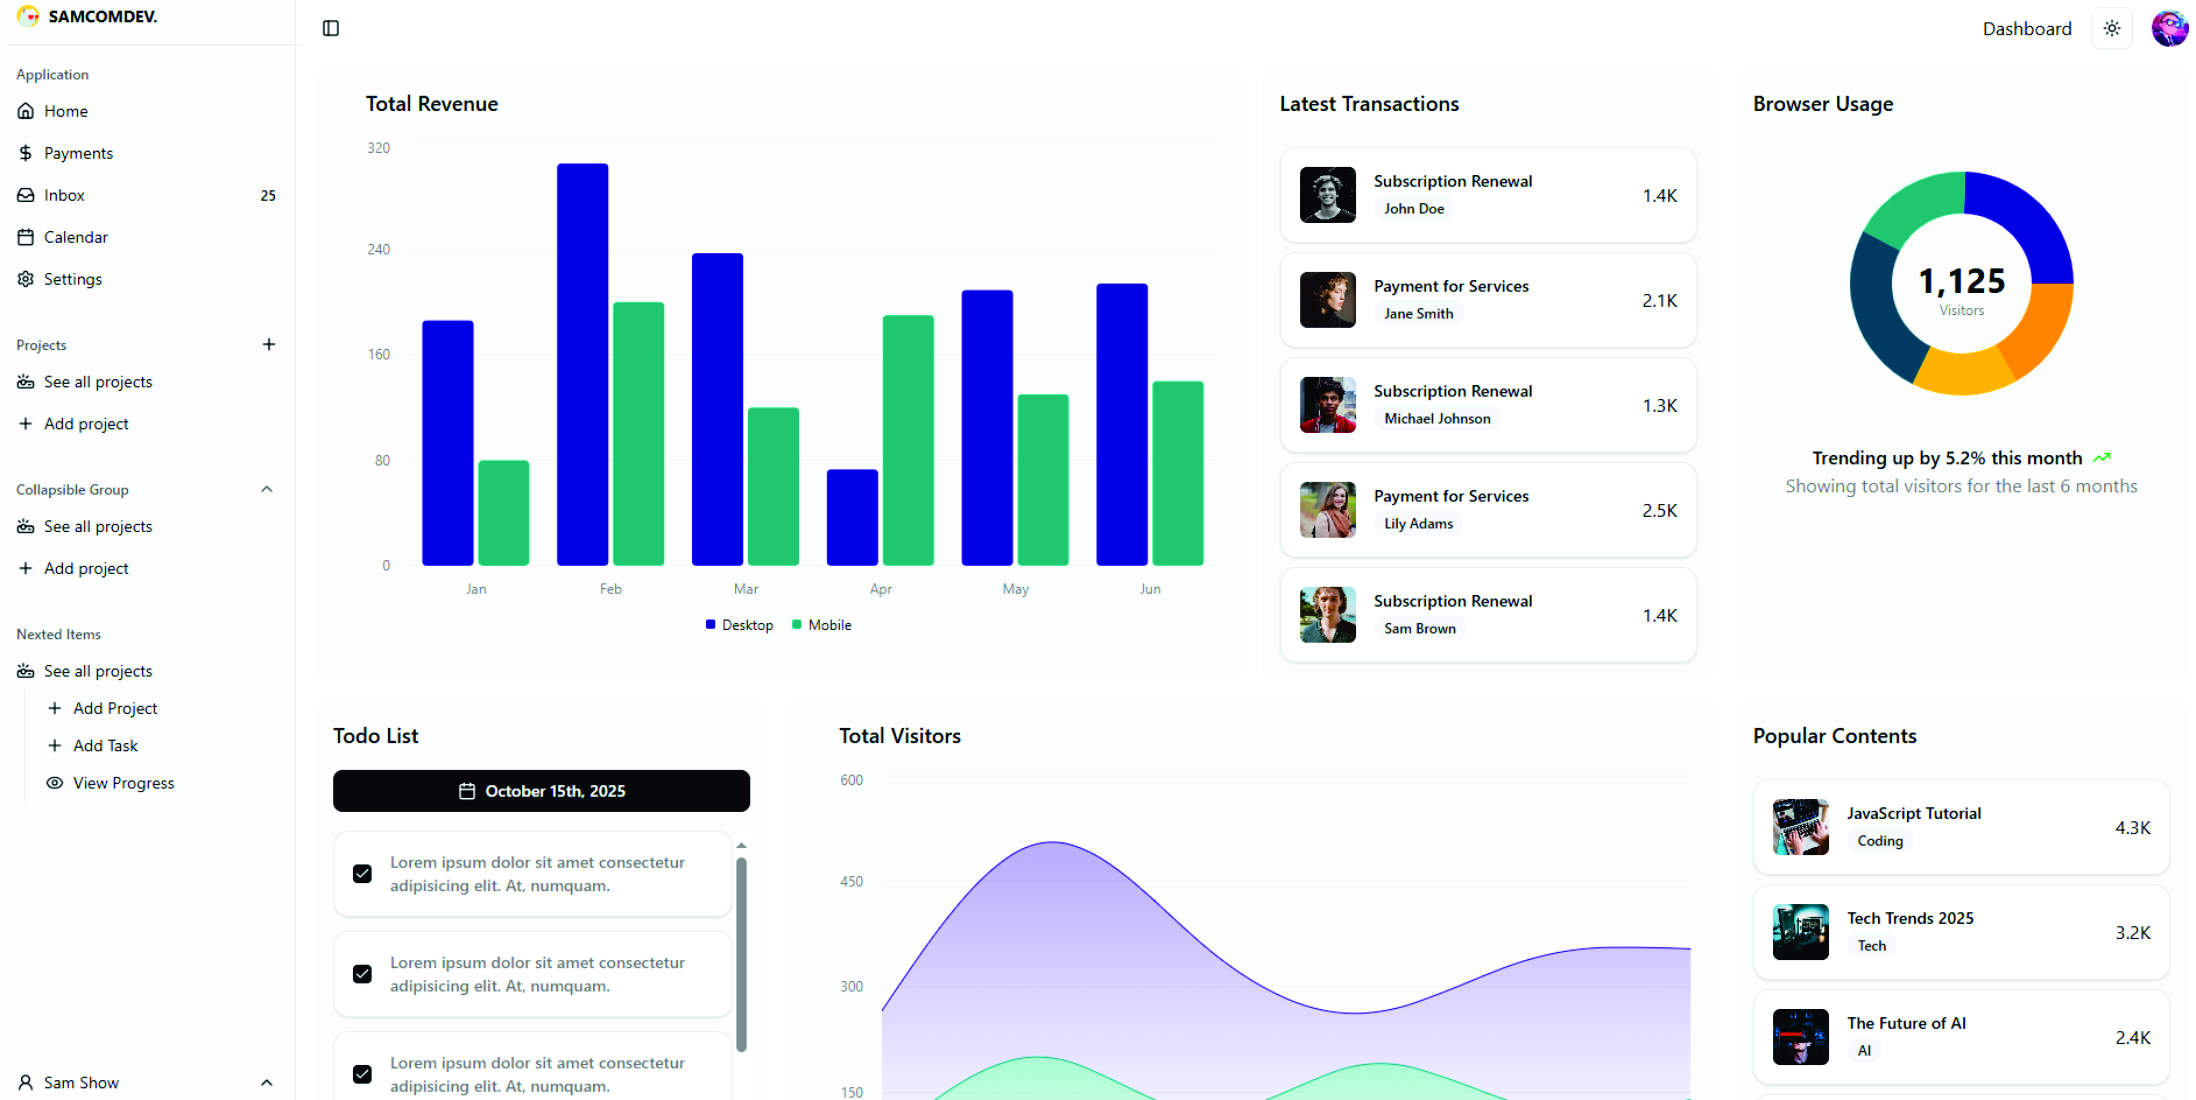 SAMCOMDEV.
Application
Home
Payments
Inbox 25
Calendar
Settings
Projects
See all projects
Add project
Collapsible Group
See all projects
Add project
Nexted Items
See all projects
Add Project
Add Task
View Progress
Sam Show
Dashboard
Total Revenue
320
240
160
80
0
Jan Feb Mar Apr May Jun
Desktop Mobile
Latest Transactions
Subscription Renewal
John Doe
1.4K
Payment for Services
Jane Smith
2.1K
Subscription Renewal
Michael Johnson
1.3K
Payment for Services
Lily Adams
2.5K
Subscription Renewal
Sam Brown
1.4K
Browser Usage
1,125
Visitors
Trending up by 5.2% this month
Showing total visitors for the last 6 months
Todo List
October 15th, 2025
Lorem ipsum dolor sit amet consectetur
adipisicing elit. At, numquam.
Lorem ipsum dolor sit amet consectetur
adipisicing elit. At, numquam.
Lorem ipsum dolor sit amet consectetur
adipisicing elit. At, numquam.
Total Visitors
600
450
300
150
Popular Contents
JavaScript Tutorial
Coding
4.3K
Tech Trends 2025
Tech
3.2K
The Future of AI
AI
2.4K